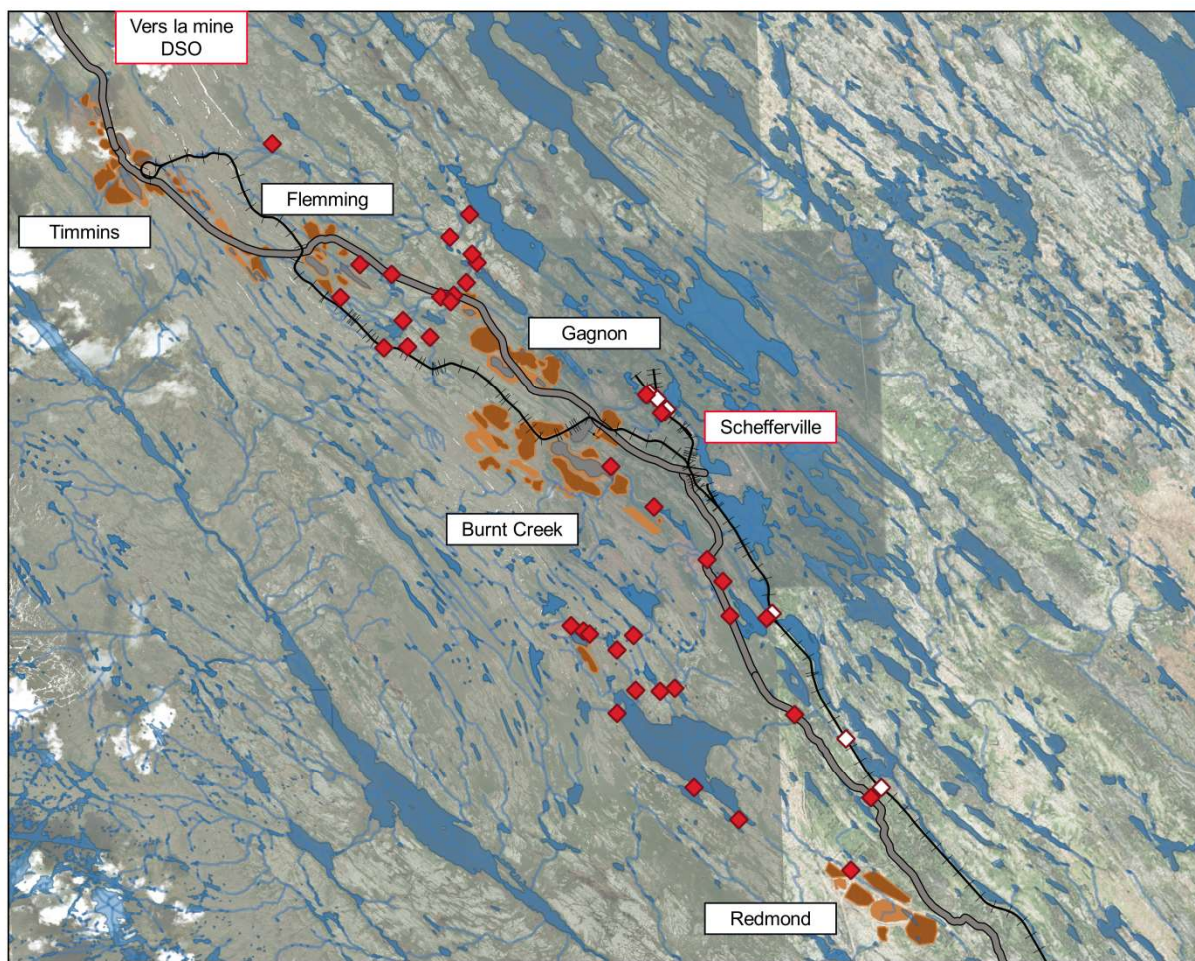 Vers la mine
DSO
Flemming
Timmins
Gagnon
Schefferville
Burnt Creek
Redmond